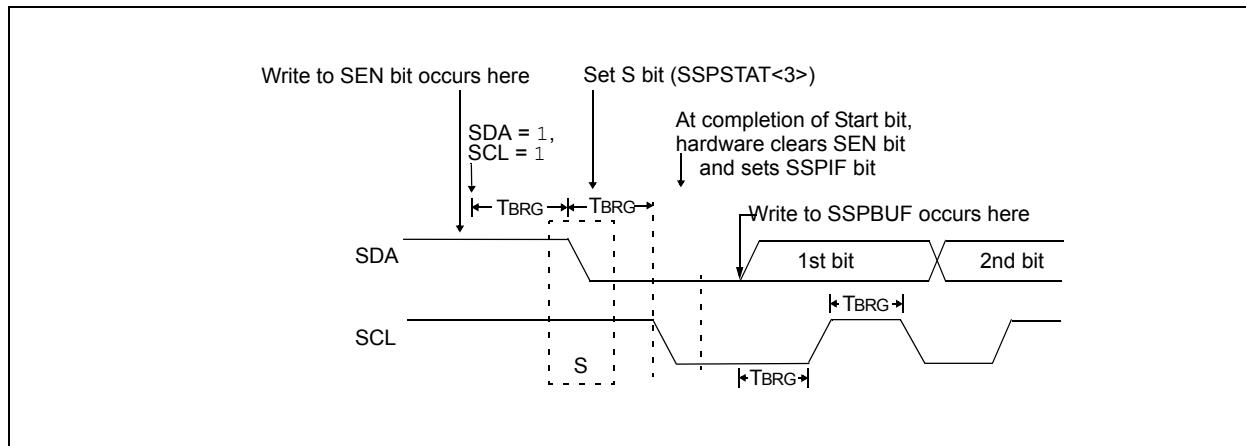 Write to SEN bit occurs here
Set S bit (SSPSTAT<3>)
SDA = 1,
SCL = 1
At completion of Start bit,
hardware clears SEN bit
and sets SSPIF bit
TBRG
TBRG
Write to SSPBUF occurs here
SDA
1st bit
2nd bit
TBRG
SCL
S
TBRG